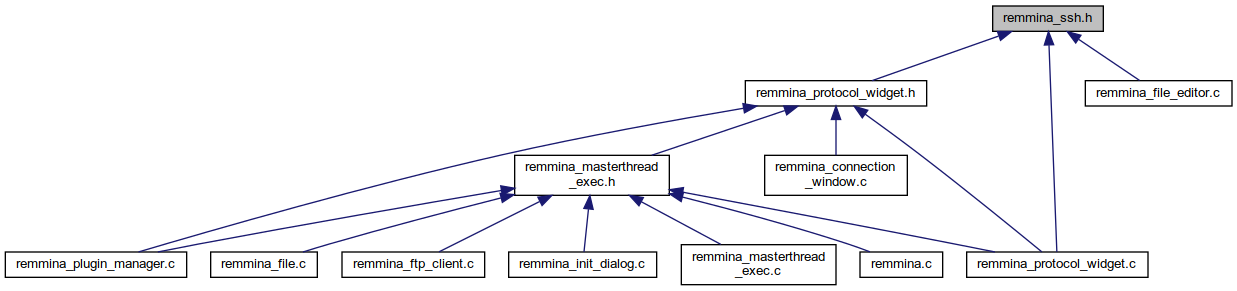 remmina_ssh.h
remmina_protocol_widget.h
remmina_file_editor.c
remmina_masterthread
_exec.h
remmina_connection
_window.c
remmina_plugin_manager.c
remmina_file.c
remmina_ftp_client.c
remmina_init_dialog.c
remmina_masterthread
_exec.c
remmina.c
remmina_protocol_widget.c